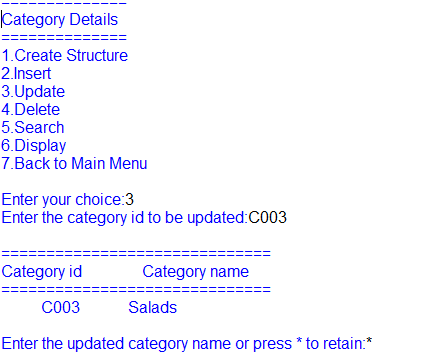 ==============
Category Details
==============
1.Create Structure
2.Insert
3.Update
4.Delete
5.Search
6.Display
7.Back to Main Menu
Enter your choice:3
Enter the category id to be updated:C003
==============================
Category id Category name
==============================
C003 Salads
Enter the updated category name or press * to retain:*